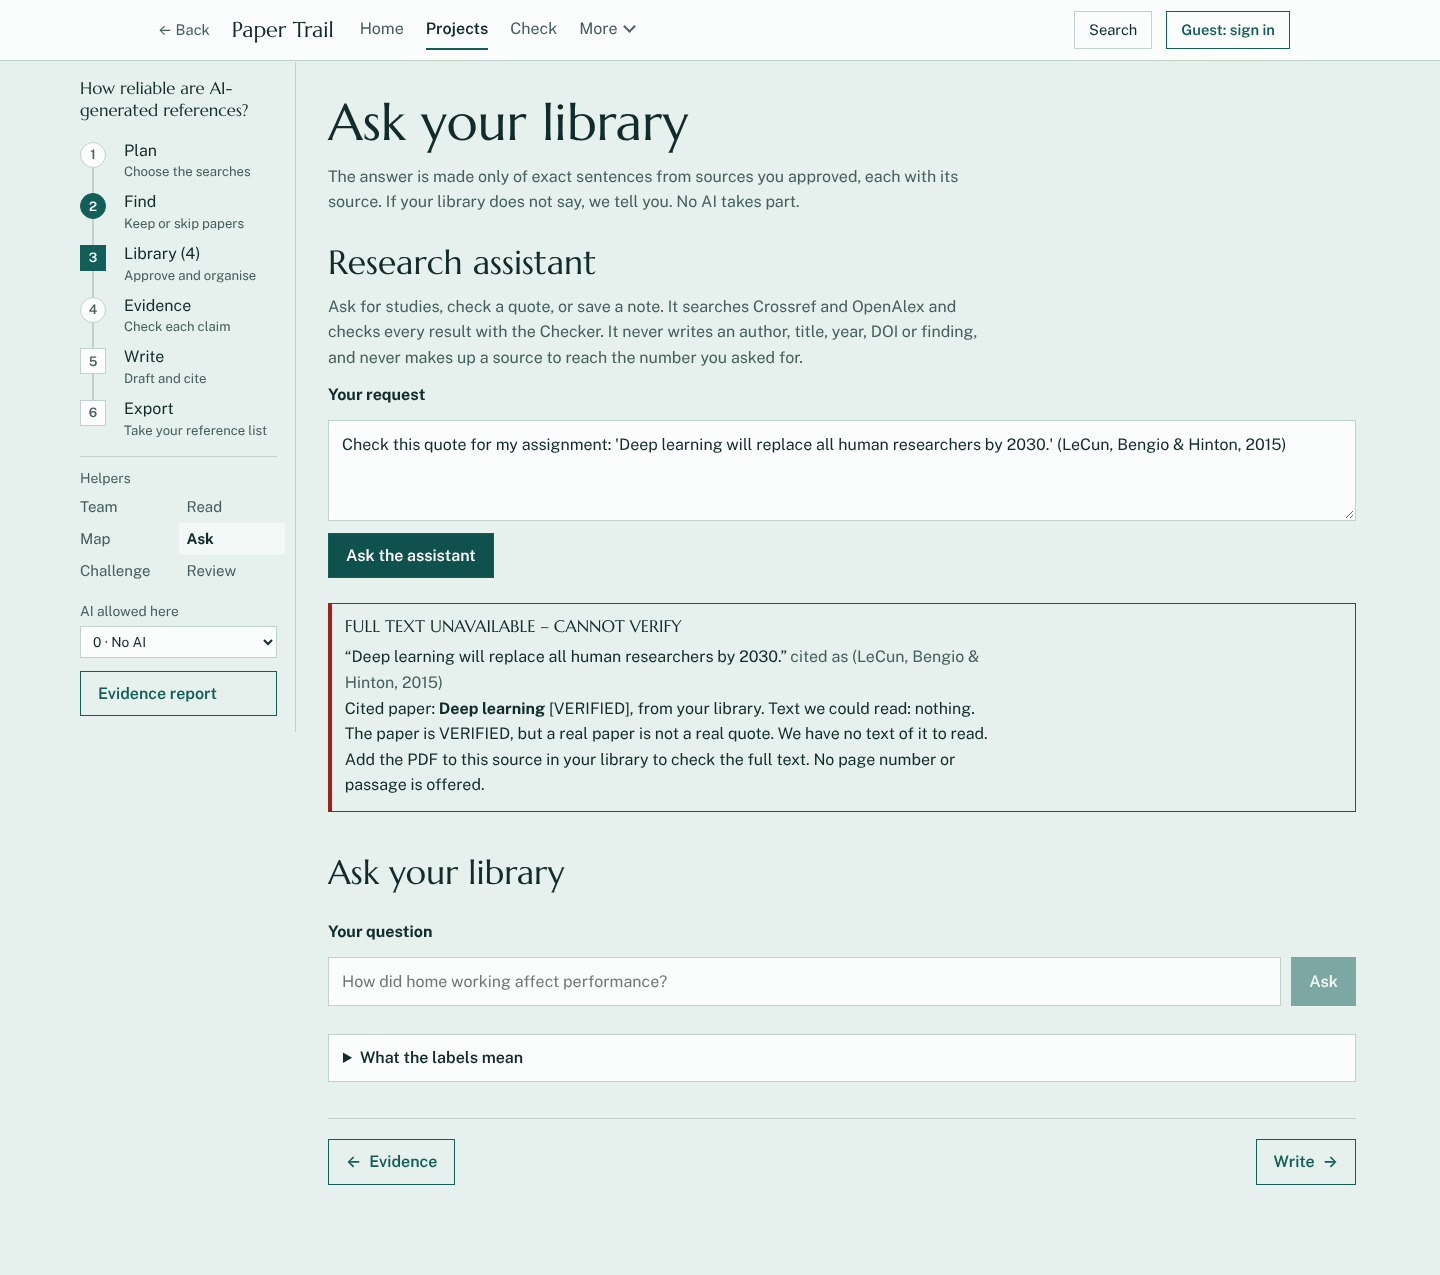 ← Back
Paper Trail
Home
Projects
Check
More
Search
Guest: sign in
How reliable are AI-
generated references?
1
Plan
Choose the searches
2
Find
Keep or skip papers
3
Library (4)
Approve and organise
4
Evidence
Check each claim
5
Write
Draft and cite
6
Export
Take your reference list
Helpers
Team
Read
Map
Ask
Challenge
Review
AI allowed here
0 · No AI
Evidence report
Ask your library
The answer is made only of exact sentences from sources you approved, each with its
source. If your library does not say, we tell you. No AI takes part.
Research assistant
Ask for studies, check a quote, or save a note. It searches Crossref and OpenAlex and
checks every result with the Checker. It never writes an author, title, year, DOI or finding,
and never makes up a source to reach the number you asked for.
Your request
Check this quote for my assignment: 'Deep learning will replace all human researchers by 2030.' (LeCun, Bengio & Hinton, 2015)
Ask the assistant
FULL TEXT UNAVAILABLE – CANNOT VERIFY
“Deep learning will replace all human researchers by 2030.” cited as (LeCun, Bengio &
Hinton, 2015)
Cited paper: Deep learning [VERIFIED], from your library. Text we could read: nothing.
The paper is VERIFIED, but a real paper is not a real quote. We have no text of it to read.
Add the PDF to this source in your library to check the full text. No page number or
passage is offered.
Ask your library
Your question
How did home working affect performance?
Ask
▶ What the labels mean
← Evidence
Write →